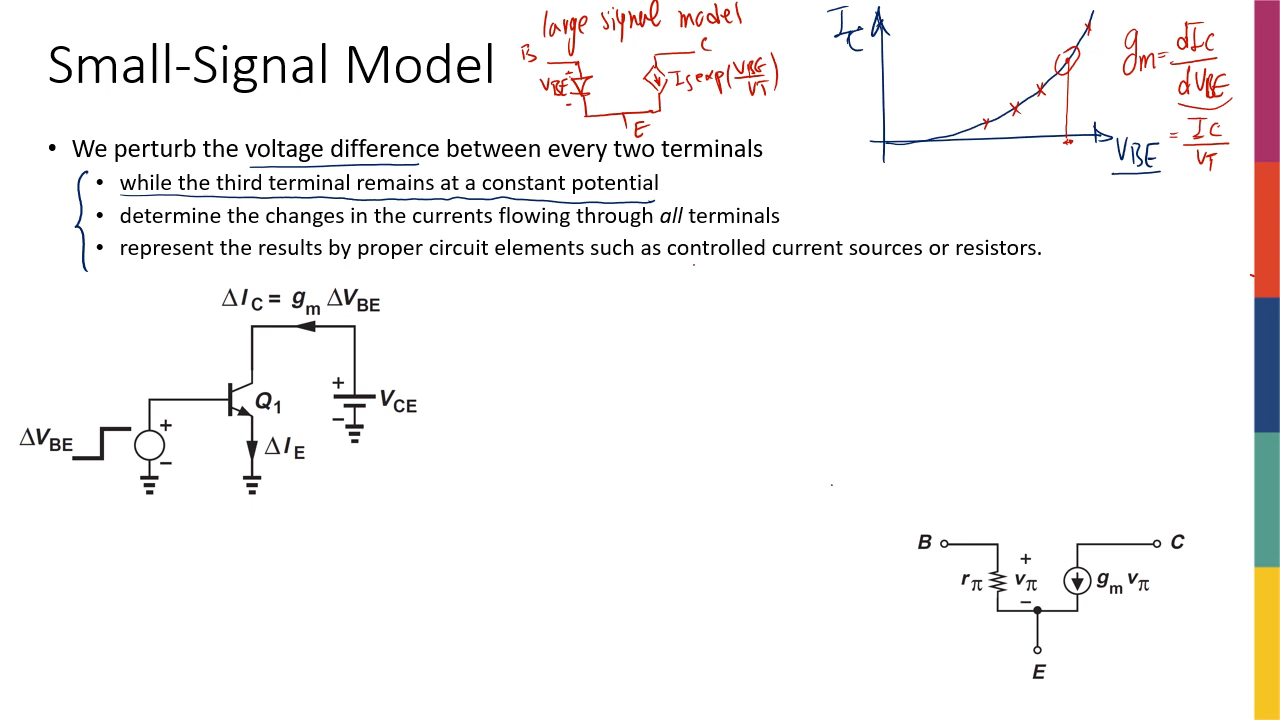 large signal model
B
C
VBE
+
-
Is exp(VBE/VT)
E
Small-Signal Model
IC
VBE
gm = dIC/dVBE
= IC/VT
• We perturb the voltage difference between every two terminals
• while the third terminal remains at a constant potential
• determine the changes in the currents flowing through all terminals
• represent the results by proper circuit elements such as controlled current sources or resistors.
ΔIC = gm ΔVBE
Q1
+
−
VCE
ΔVBE
+
−
ΔIE
B
C
rπ
+
vπ
−
gm vπ
E